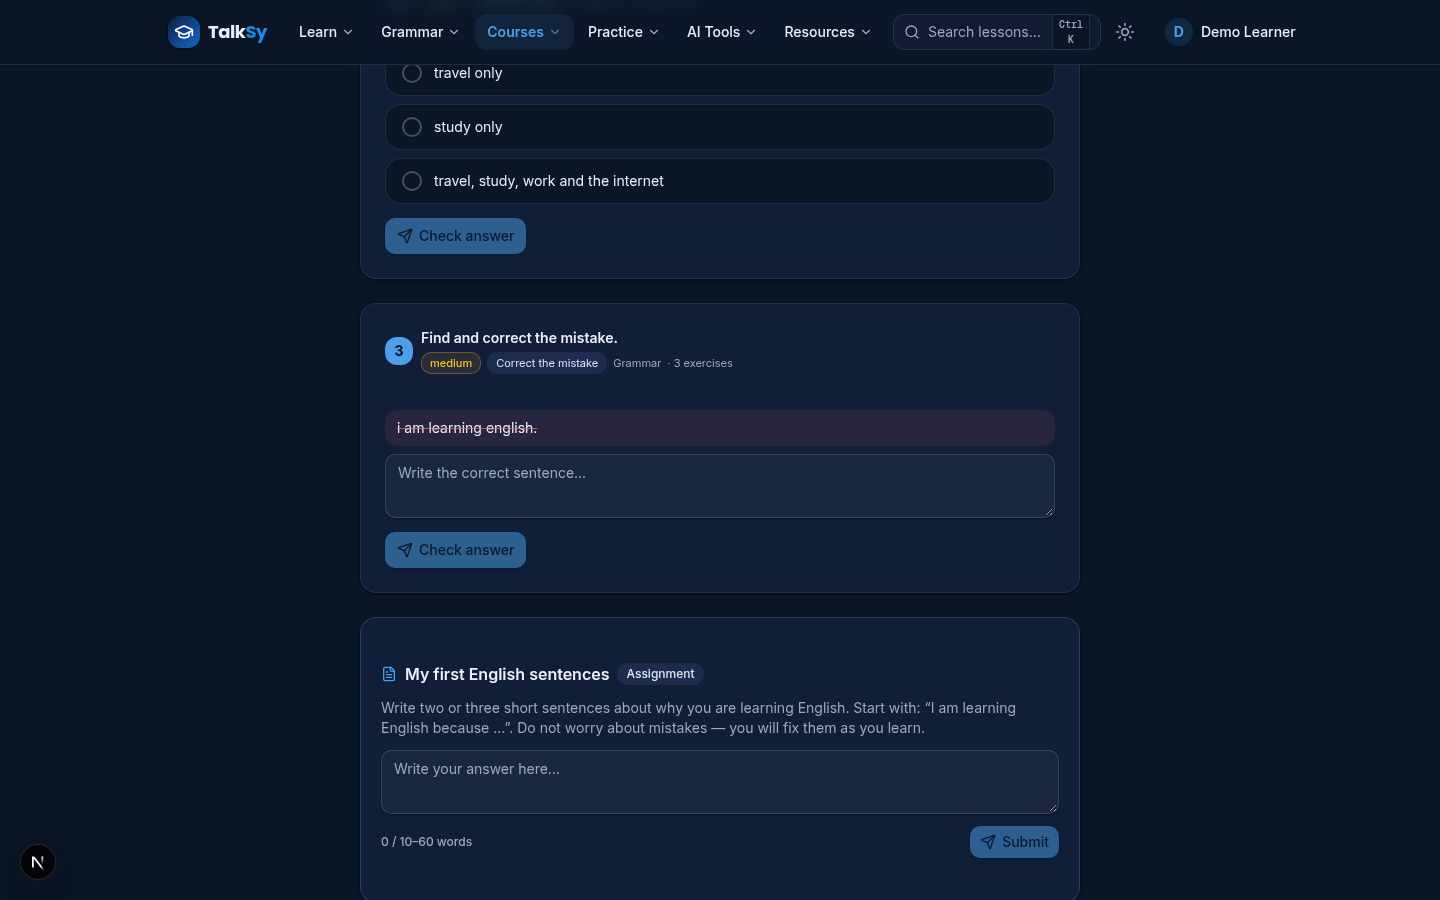 TalkSy
Learn
Grammar
Courses
Practice
AI Tools
Resources
Search lessons...
Ctrl
K
D
Demo Learner
travel only
study only
travel, study, work and the internet
Check answer
3
Find and correct the mistake.
medium
Correct the mistake
Grammar · 3 exercises
i am learning english.
Write the correct sentence...
Check answer
My first English sentences
Assignment
Write two or three short sentences about why you are learning English. Start with: “I am learning
English because ...”. Do not worry about mistakes — you will fix them as you learn.
Write your answer here...
0 / 10–60 words
Submit
N